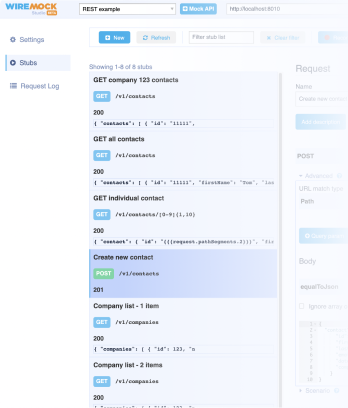 WIREMOCK
Studio BETA
REST example
Mock API
http://localhost:8010
Settings
Stubs
Request Log
New
Refresh
Filter stub list
Clear filter
Showing 1-8 of 8 stubs
GET company 123 contacts
GET /v1/contacts
200
{ "contacts": [ { "id": "11111",
GET all contacts
GET /v1/contacts
200
{ "contacts": [ { "id": "11111", "firstName": "Tom", "las
GET individual contact
GET /v1/contacts/[0-9]{1,10}
200
{ "contact": { "id": "{{request.pathSegments.2}}", "fir
Create new contact
POST /v1/contacts
201
Company list - 1 item
GET /v1/companies
200
{ "companies": [ { "id": 123, "n
Company list - 2 items
GET /v1/companies
200
Request
Name
Create new contact
Add description
POST
Advanced
URL match type
Path
Body
equalToJson